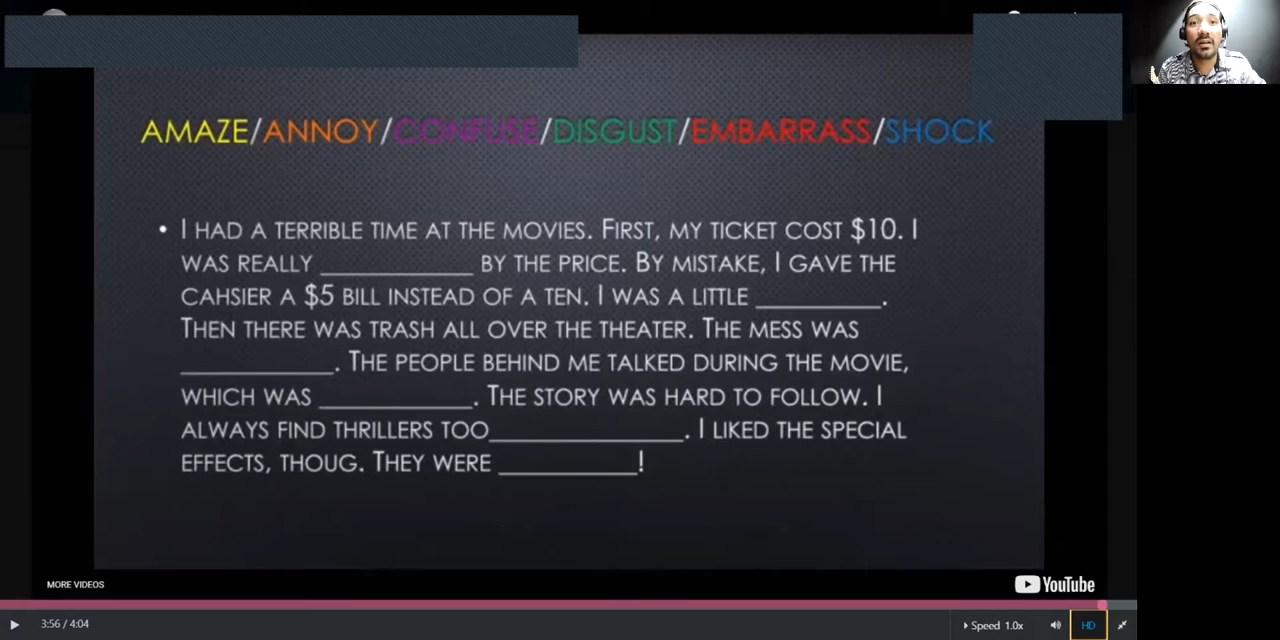 AMAZE/ANNOY/CONFUSE/DISGUST/EMBARRASS/SHOCK
• I HAD A TERRIBLE TIME AT THE MOVIES. FIRST, MY TICKET COST $10. I
WAS REALLY ____________ BY THE PRICE. BY MISTAKE, I GAVE THE
CAHSIER A $5 BILL INSTEAD OF A TEN. I WAS A LITTLE __________.
THEN THERE WAS TRASH ALL OVER THE THEATER. THE MESS WAS
____________. THE PEOPLE BEHIND ME TALKED DURING THE MOVIE,
WHICH WAS ____________. THE STORY WAS HARD TO FOLLOW. I
ALWAYS FIND THRILLERS TOO_______________. I LIKED THE SPECIAL
EFFECTS, THOUG. THEY WERE ___________!
MORE VIDEOS
YouTube
3:56 / 4:04
Speed 1.0x
HD